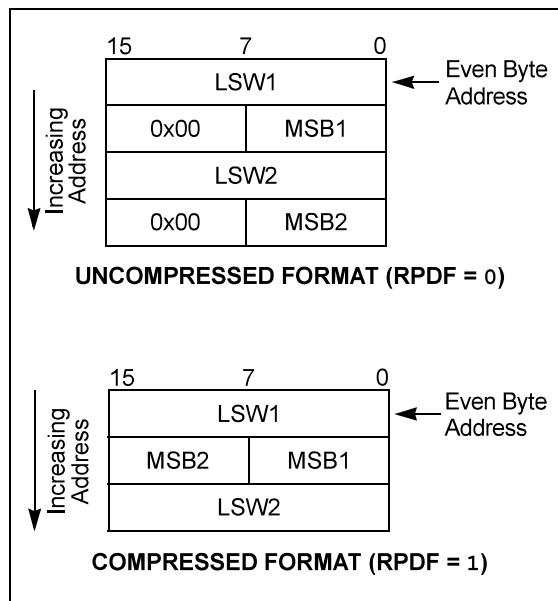 15 7 0
LSW1
Even Byte
Address
0x00 MSB1
LSW2
0x00 MSB2
Increasing
Address
UNCOMPRESSED FORMAT (RPDF = 0)
15 7 0
LSW1
Even Byte
Address
MSB2 MSB1
LSW2
Increasing
Address
COMPRESSED FORMAT (RPDF = 1)